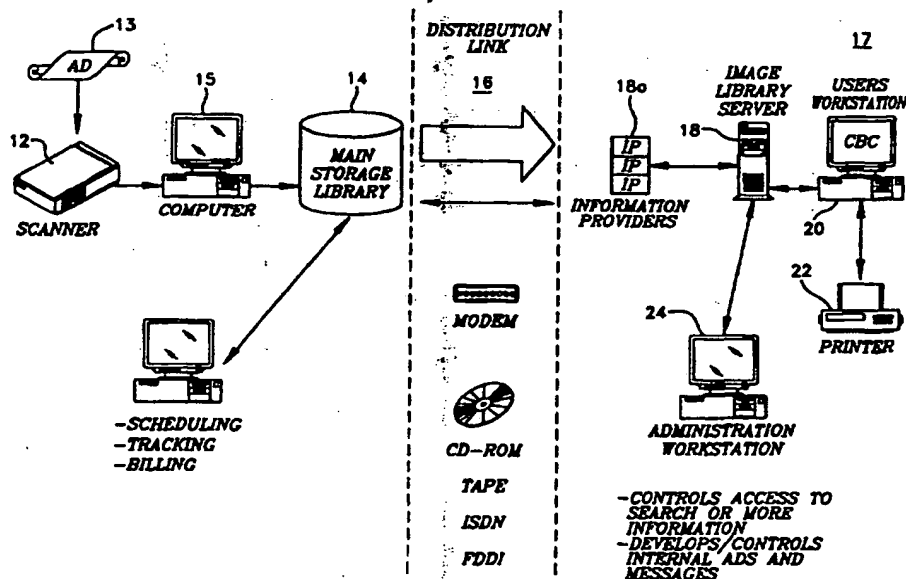 13
AD
12
SCANNER
15
COMPUTER
14
MAIN
STORAGE
LIBRARY
-SCHEDULING
-TRACKING
-BILLING
DISTRIBUTION
LINK
16
MODEM
CD-ROM
TAPE
ISDN
FDDI
17
18a
IP
IP
IP
INFORMATION
PROVIDERS
IMAGE
LIBRARY
SERVER
18
USERS
WORKSTATION
CBC
20
22
PRINTER
24
ADMINISTRATION
WORKSTATION
-CONTROLS ACCESS TO
SEARCH OR MORE
INFORMATION
-DEVELOPS/CONTROLS
INTERNAL ADS AND
MESSAGES